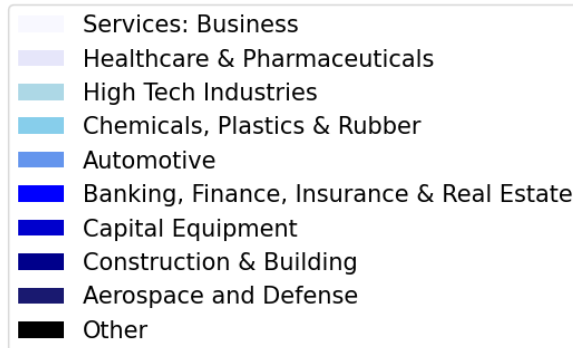 Services: Business
Healthcare & Pharmaceuticals
High Tech Industries
Chemicals, Plastics & Rubber
Automotive
Banking, Finance, Insurance & Real Estate
Capital Equipment
Construction & Building
Aerospace and Defense
Other